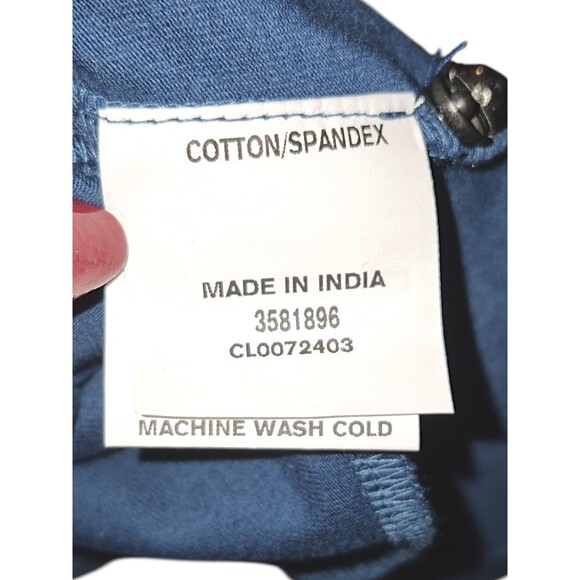 COTTON/SPANDEX
MADE IN INDIA
3581896
CL0072403
MACHINE WASH COLD